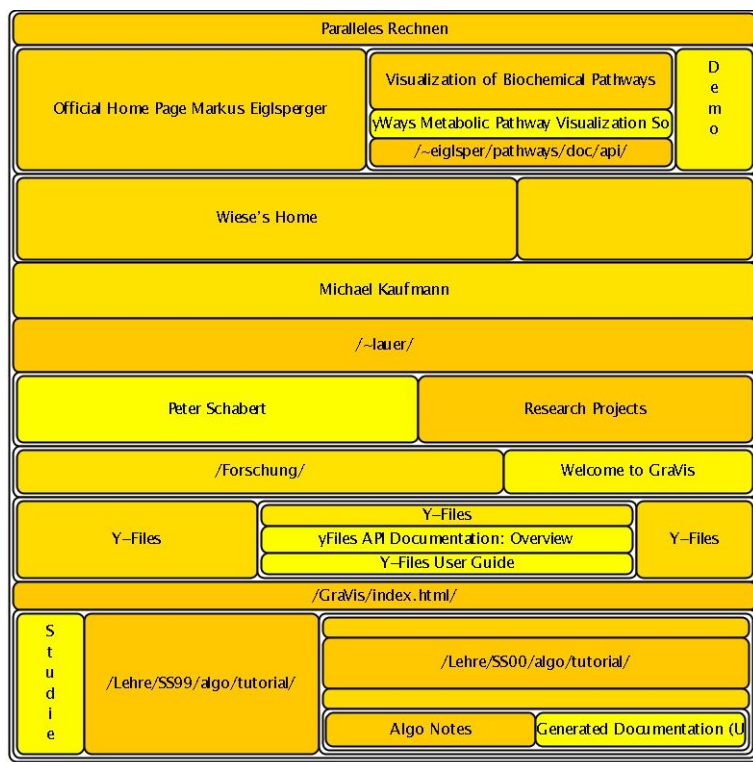 Paralleles Rechnen
Official Home Page Markus Eiglsperger
Visualization of Biochemical Pathways
yWays Metabolic Pathway Visualization So
/~eiglsper/pathways/doc/api/
Demo
Wiese's Home
Michael Kaufmann
/~lauer/
Peter Schabert
Research Projects
/Forschung/
Welcome to GraVis
Y-Files
Y-Files
yFiles API Documentation: Overview
Y-Files User Guide
Y-Files
/GraVis/index.html/
Studie
/Lehre/SS99/algo/tutorial/
/Lehre/SS00/algo/tutorial/
Algo Notes
Generated Documentation (U